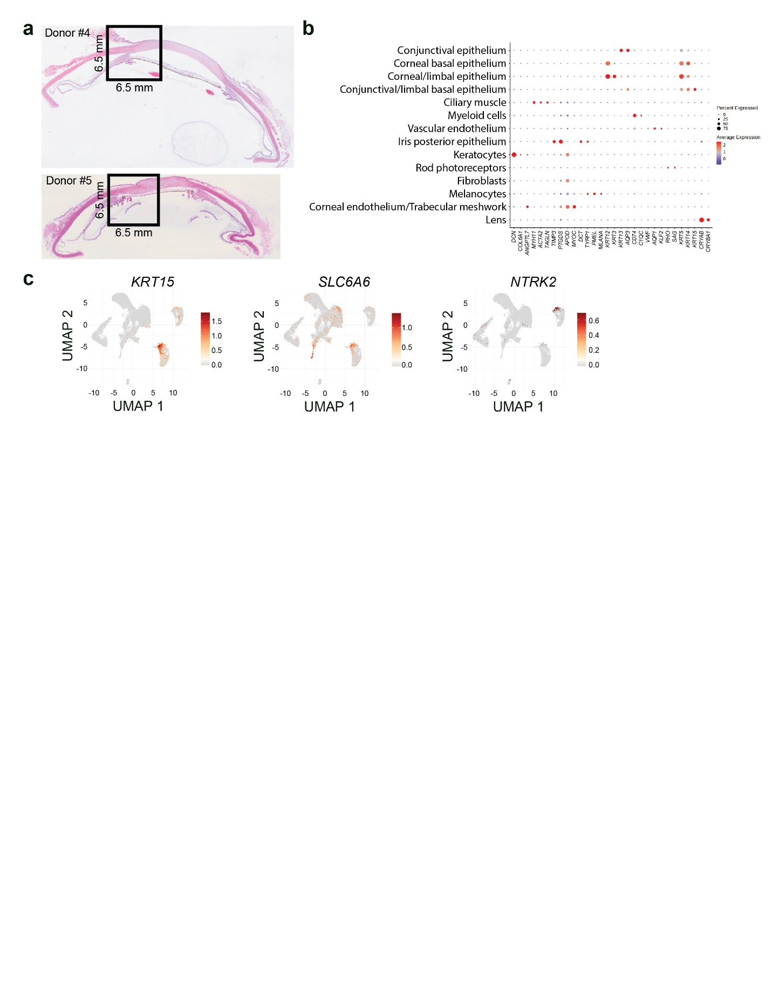 a
Donor #4
6.5 mm
6.5 mm
Donor #5
6.5 mm
6.5 mm
b
Conjunctival epithelium
Corneal basal epithelium
Corneal/limbal epithelium
Conjunctival/limbal basal epithelium
Ciliary muscle
Myeloid cells
Vascular endothelium
Iris posterior epithelium
Keratocytes
Rod photoreceptors
Fibroblasts
Melanocytes
Corneal endothelium/Trabecular meshwork
Lens
DCN
COL6A1
ANGPTL7
MYH11
ACTA2
TAGLN
TIMP3
PTGDS
APOD
MYOC
DCT
TYRP1
PMEL
MLANA
KRT12
KRT3
KRT13
AQP3
CD74
C1QC
VWF
AQP1
KLF2
RHO
SAG
KRT5
KRT14
KRT15
CRYAB
CRYBA1
Percent Expressed
0
25
50
75
Average Expression
2
1
0
c
KRT15
UMAP 2
5
0
-5
-10
-10 -5 0 5 10
UMAP 1
1.5
1.0
0.5
0.0
SLC6A6
UMAP 2
5
0
-5
-10
-10 -5 0 5 10
UMAP 1
1.0
0.5
0.0
NTRK2
UMAP 2
5
0
-5
-10
-10 -5 0 5 10
UMAP 1
0.6
0.4
0.2
0.0